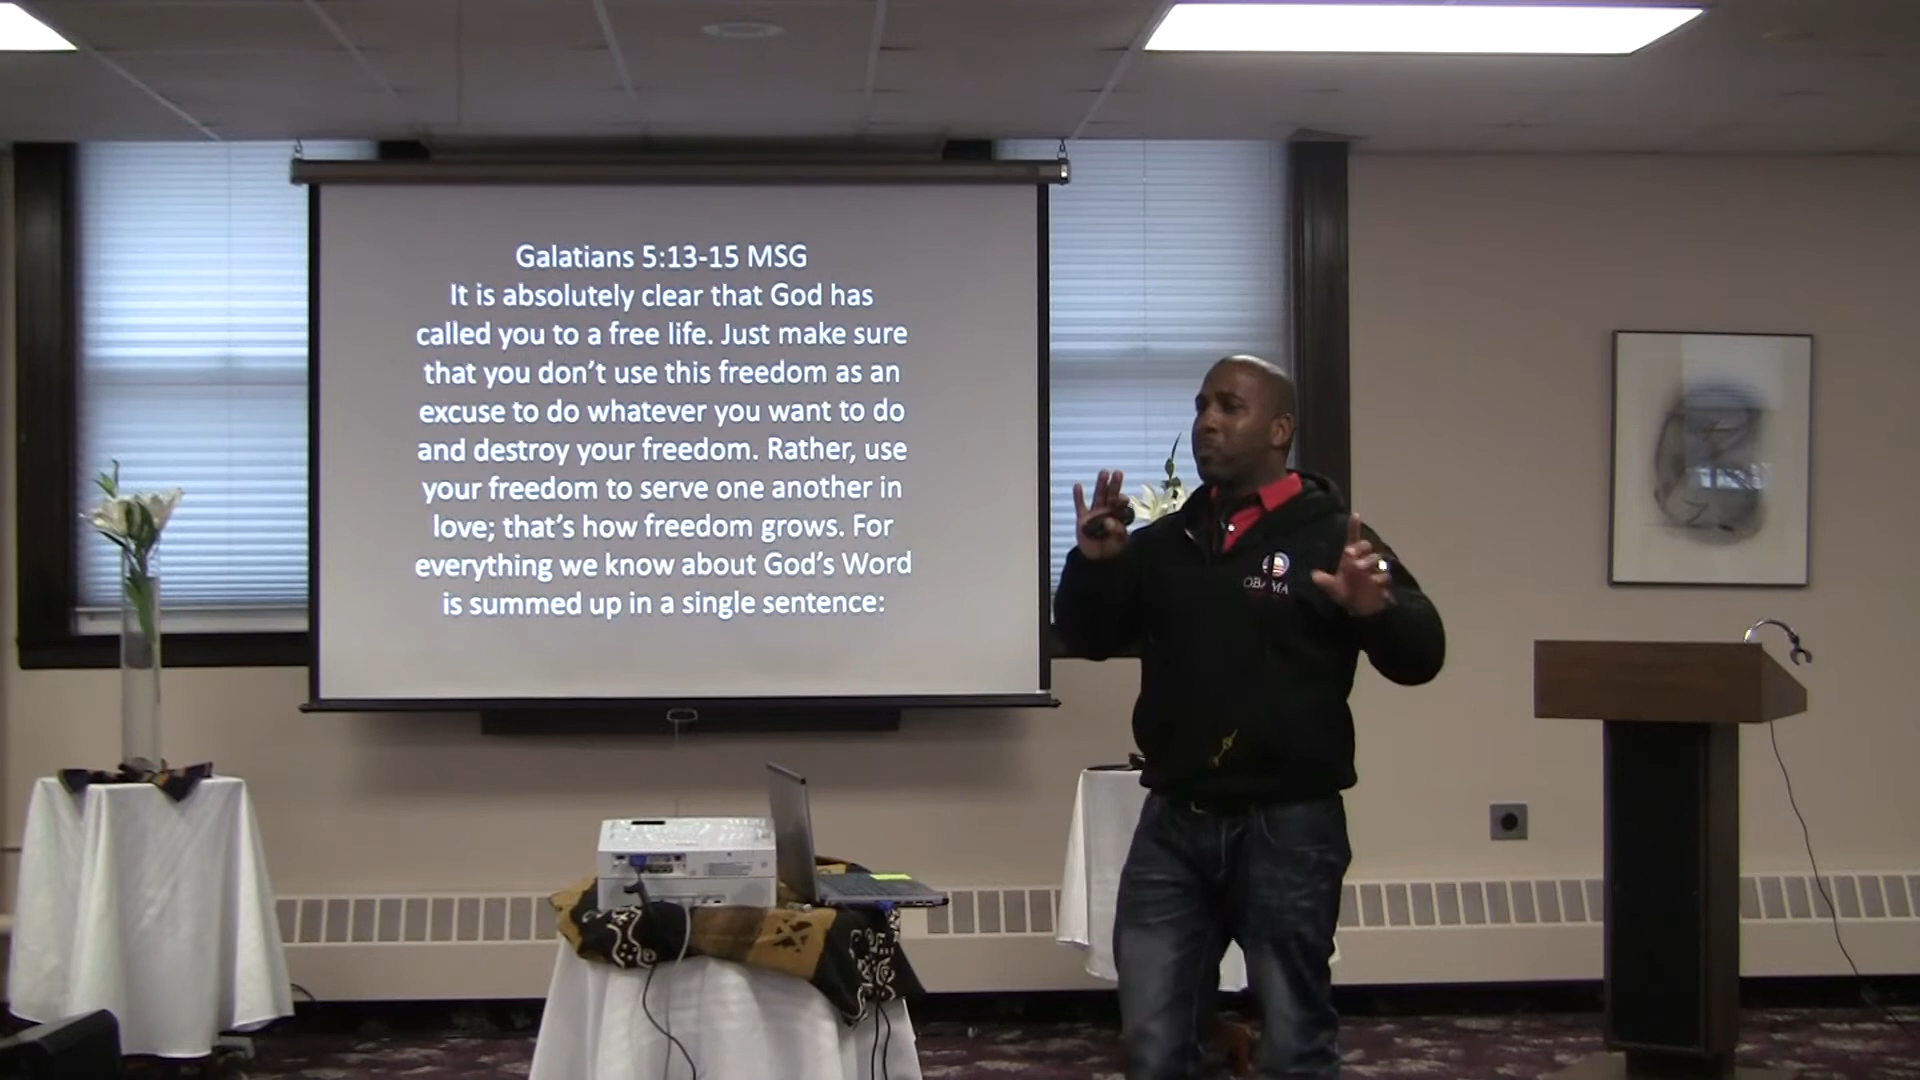 Galatians 5:13-15 MSG
It is absolutely clear that God has
called you to a free life. Just make sure
that you don’t use this freedom as an
excuse to do whatever you want to do
and destroy your freedom. Rather, use
your freedom to serve one another in
love; that’s how freedom grows. For
everything we know about God’s Word
is summed up in a single sentence:
OBAMA